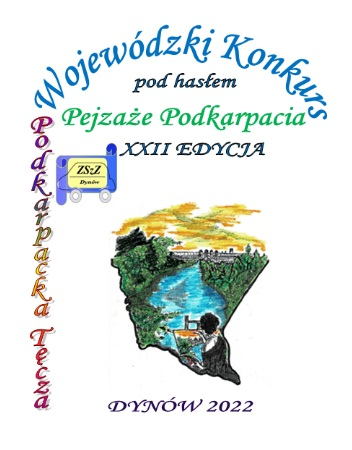 Wojewódzki Konkurs
pod hasłem
Pejzaże Podkarpacia
XXII EDYCJA
Podkarpacka Tęcza
ZSzZ
Dynów
DYNÓW 2022